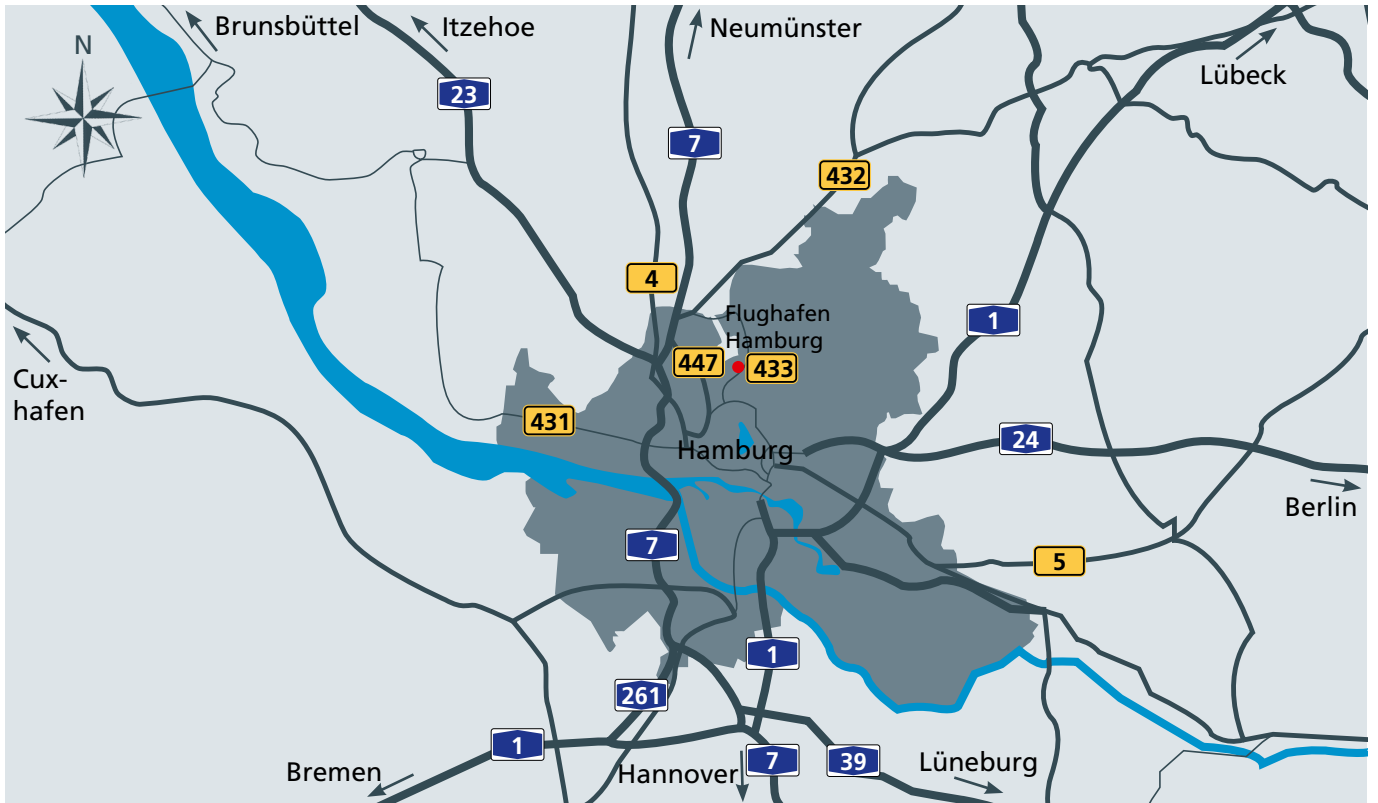 Brunsbüttel
Itzehoe
Neumünster
N
Lübeck
23
7
432
4
Flughafen
Hamburg
1
447
433
Cux-
hafen
431
Hamburg
24
Berlin
7
5
1
261
1
Bremen
Hannover
7
39
Lüneburg